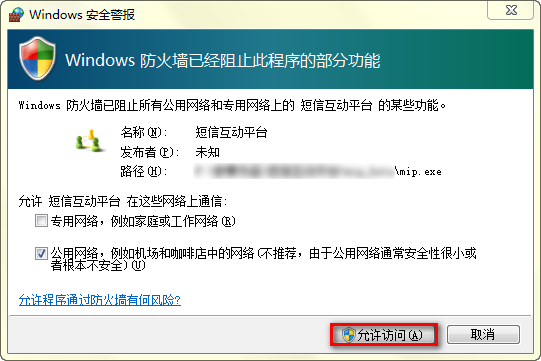 Windows 安全警报
Windows 防火墙已经阻止此程序的部分功能
Windows 防火墙已阻止所有公用网络和专用网络上的 短信互动平台 的某些功能。
名称(N): 短信互动平台
发布者(P): 未知
路径(H): \mip.exe
允许 短信互动平台 在这些网络上通信:
专用网络，例如家庭或工作网络(R)
公用网络，例如机场和咖啡店中的网络(不推荐，由于公用网络通常安全性很小或
者根本不安全)(U)
允许程序通过防火墙有何风险?
允许访问(A) 取消